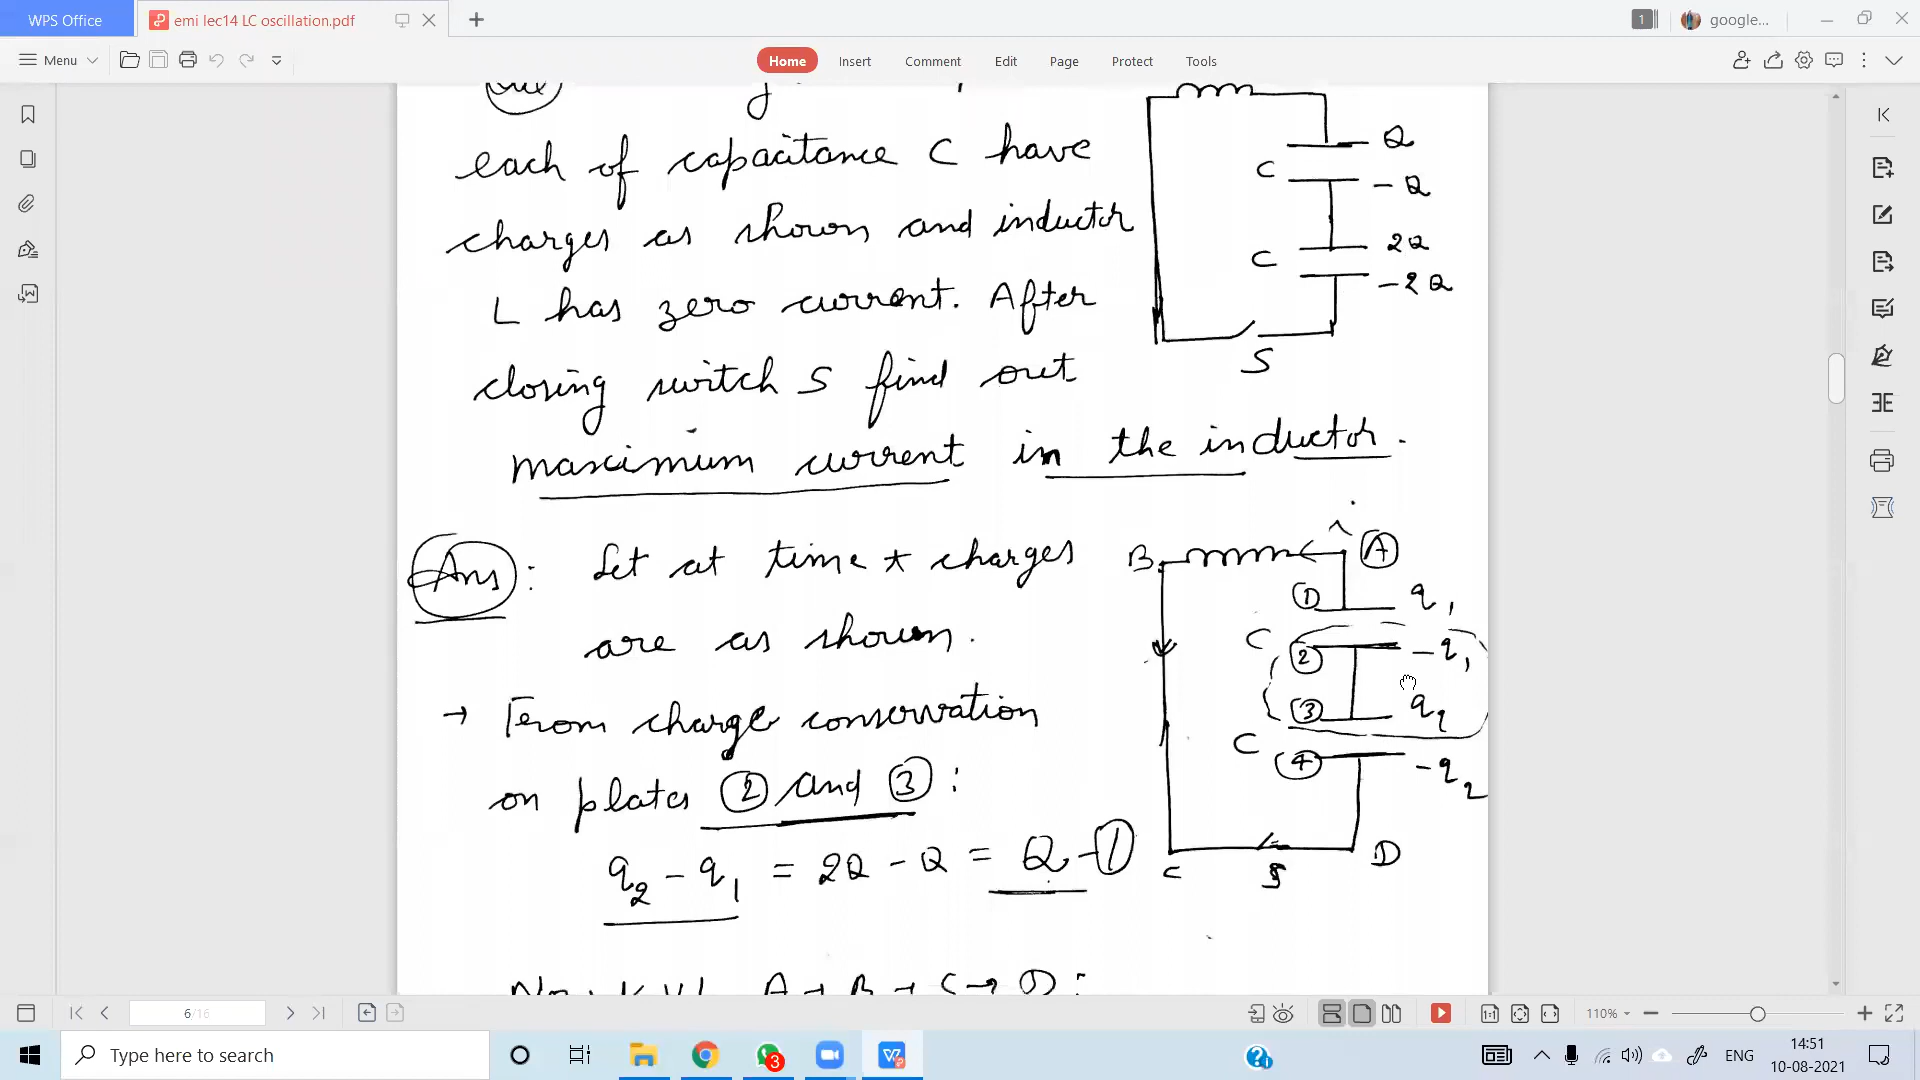 WPS Office
emi lec14 LC oscillation.pdf
1
google...
Menu
Home
Insert
Comment
Edit
Page
Protect
Tools
each of capacitance C have
charges as shown and inductor
L has zero current. After
closing switch S find out
maximum current in the inductor.
Q
C
-Q
2Q
C
-2Q
S
Ans : Let at time t charges
are as shown.
→ From charge conservation
on plates ② and ③ :
q2 - q1 = 2Q - Q = Q -①
B
i
A
① q1
C
② -q1
③ q2
C
④ -q2
C
S
D
A → B → C → D :
6/16
110%
Type here to search
3
ENG
14:51
10-08-2021